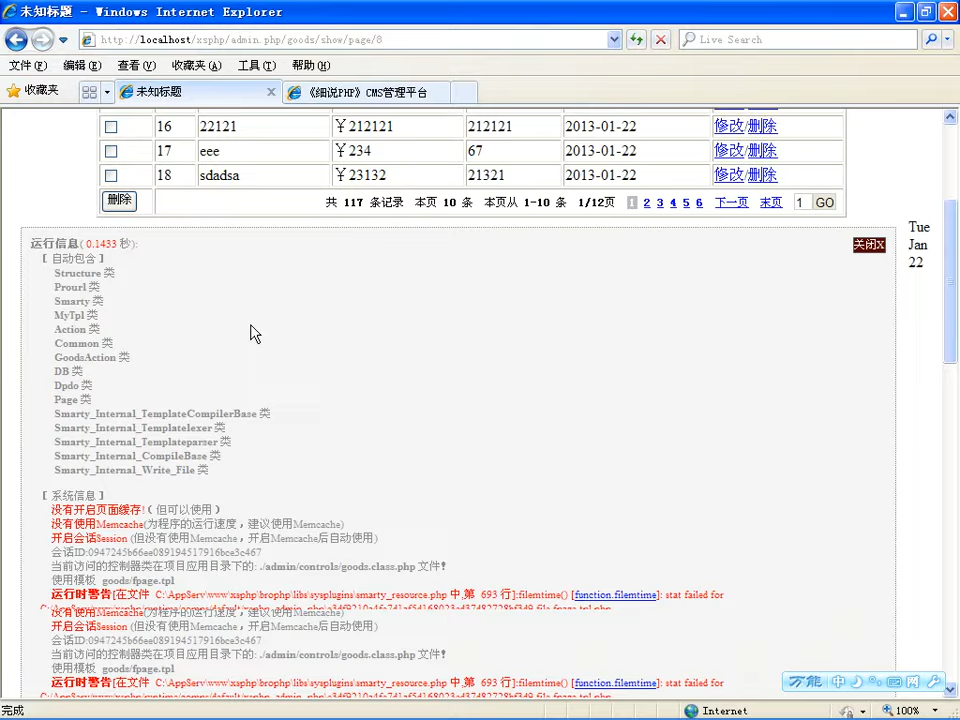 未知标题 - Windows Internet Explorer
http://localhost/xsphp/admin.php/goods/show/page/8
Live Search
文件(F) 编辑(E) 查看(V) 收藏夹(A) 工具(T) 帮助(H)
收藏夹 未知标题 《细说PHP》CMS管理平台
16 22121 ￥212121 212121 2013-01-22 修改/删除
17 eee ￥234 67 2013-01-22 修改/删除
18 sdadsa ￥23132 21321 2013-01-22 修改/删除
删除 共 117 条记录 本页 10 条 本页从 1-10 条 1/12页 1 2 3 4 5 6 下一页 末页 1 GO
Tue
Jan
22
运行信息( 0.1433 秒): 关闭X
[ 自动包含 ]
Structure 类
Prourl 类
Smarty 类
MyTpl 类
Action 类
Common 类
GoodsAction 类
DB 类
Dpdo 类
Page 类
Smarty_Internal_TemplateCompilerBase 类
Smarty_Internal_Templatelexer 类
Smarty_Internal_Templateparser 类
Smarty_Internal_CompileBase 类
Smarty_Internal_Write_File 类
[ 系统信息 ]
没有开启页面缓存!( 但可以使用 )
没有使用Memcache(为程序的运行速度，建议使用Memcache)
开启会话Session (但没有使用Memcache，开启Memcache后自动使用)
会话ID:0947245b66ee089194517916bce3c467
当前访问的控制器类在项目应用目录下的: ./admin/controls/goods.class.php 文件!
使用模板 goods/fpage.tpl
运行时警告[在文件 C:\AppServ\www\xsphp\brophp\libs\sysplugins\smarty_resource.php 中,第 693 行]:filemtime() [function.filemtime]: stat failed for
没有使用Memcache(为程序的运行速度，建议使用Memcache)
开启会话Session (但没有使用Memcache，开启Memcache后自动使用)
会话ID:0947245b66ee089194517916bce3c467
当前访问的控制器类在项目应用目录下的: ./admin/controls/goods.class.php 文件!
使用模板 goods/fpage.tpl
运行时警告[在文件 C:\AppServ\www\xsphp\brophp\libs\sysplugins\smarty_resource.php 中,第 693 行]:filemtime() [function.filemtime]: stat failed for
万能 中
完成 Internet 100%